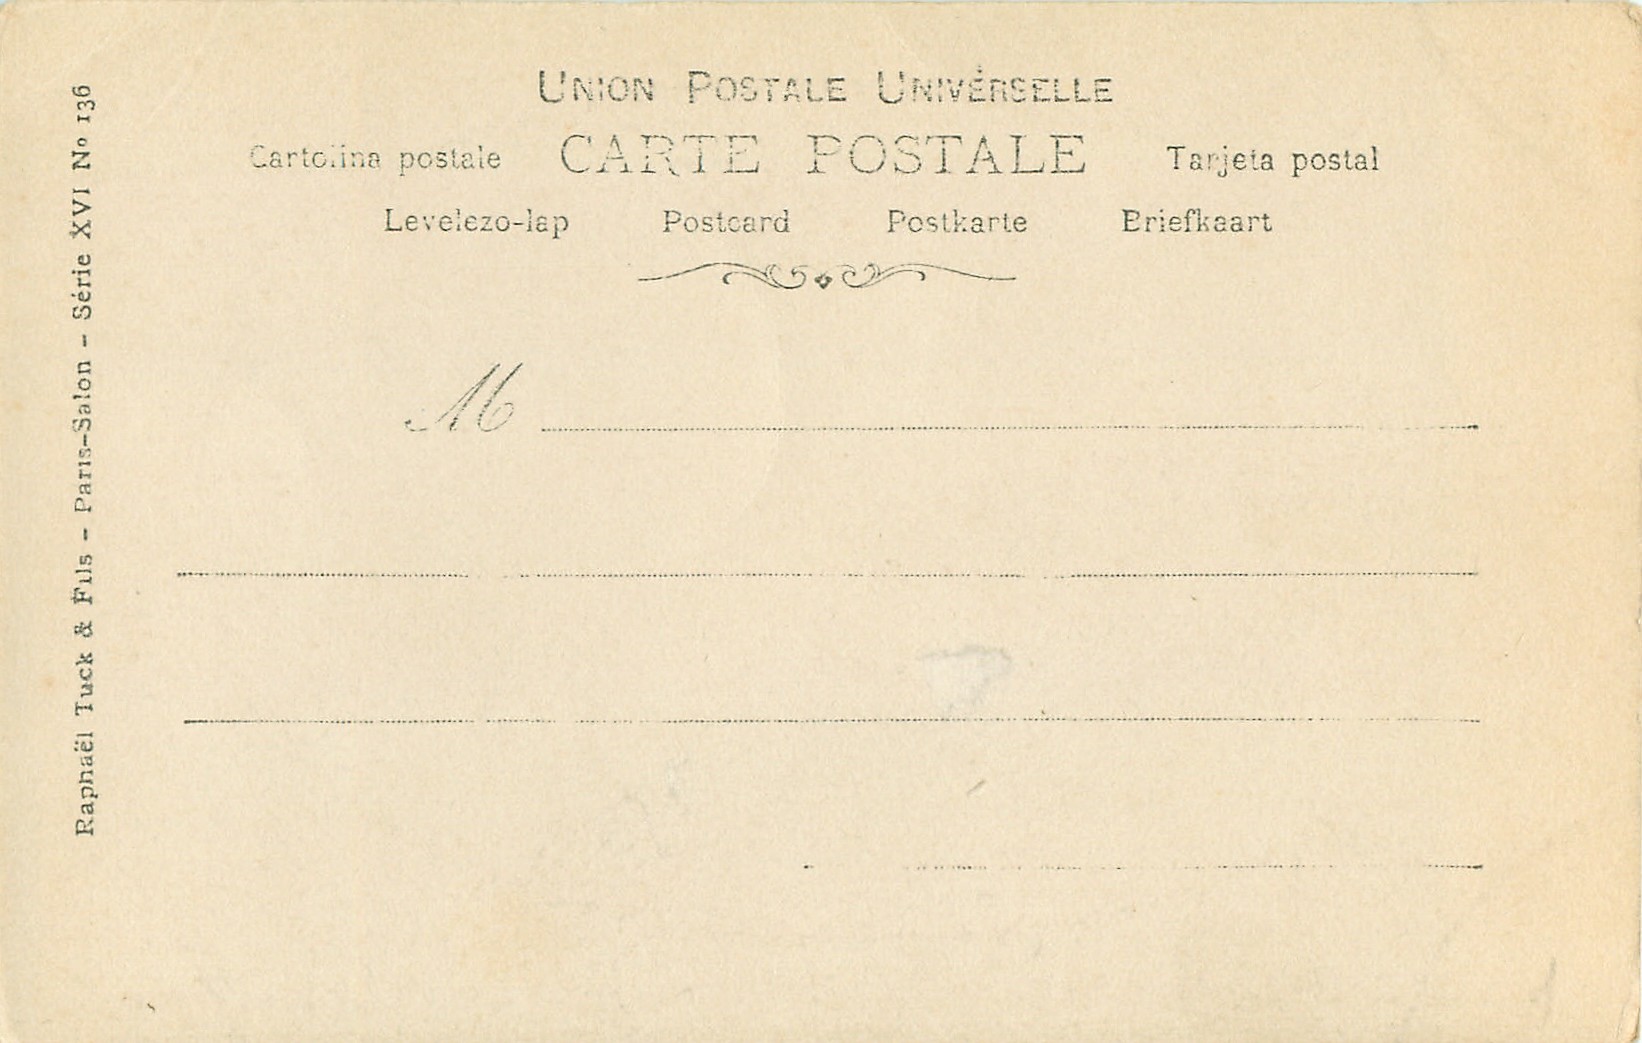 Union Postale Universelle
Cartolina postale CARTE POSTALE Tarjeta postal
Levelezo-lap Postcard Postkarte Briefkaart
M
Raphaël Tuck & Fils - Paris-Salon - Série XVI Nº 136